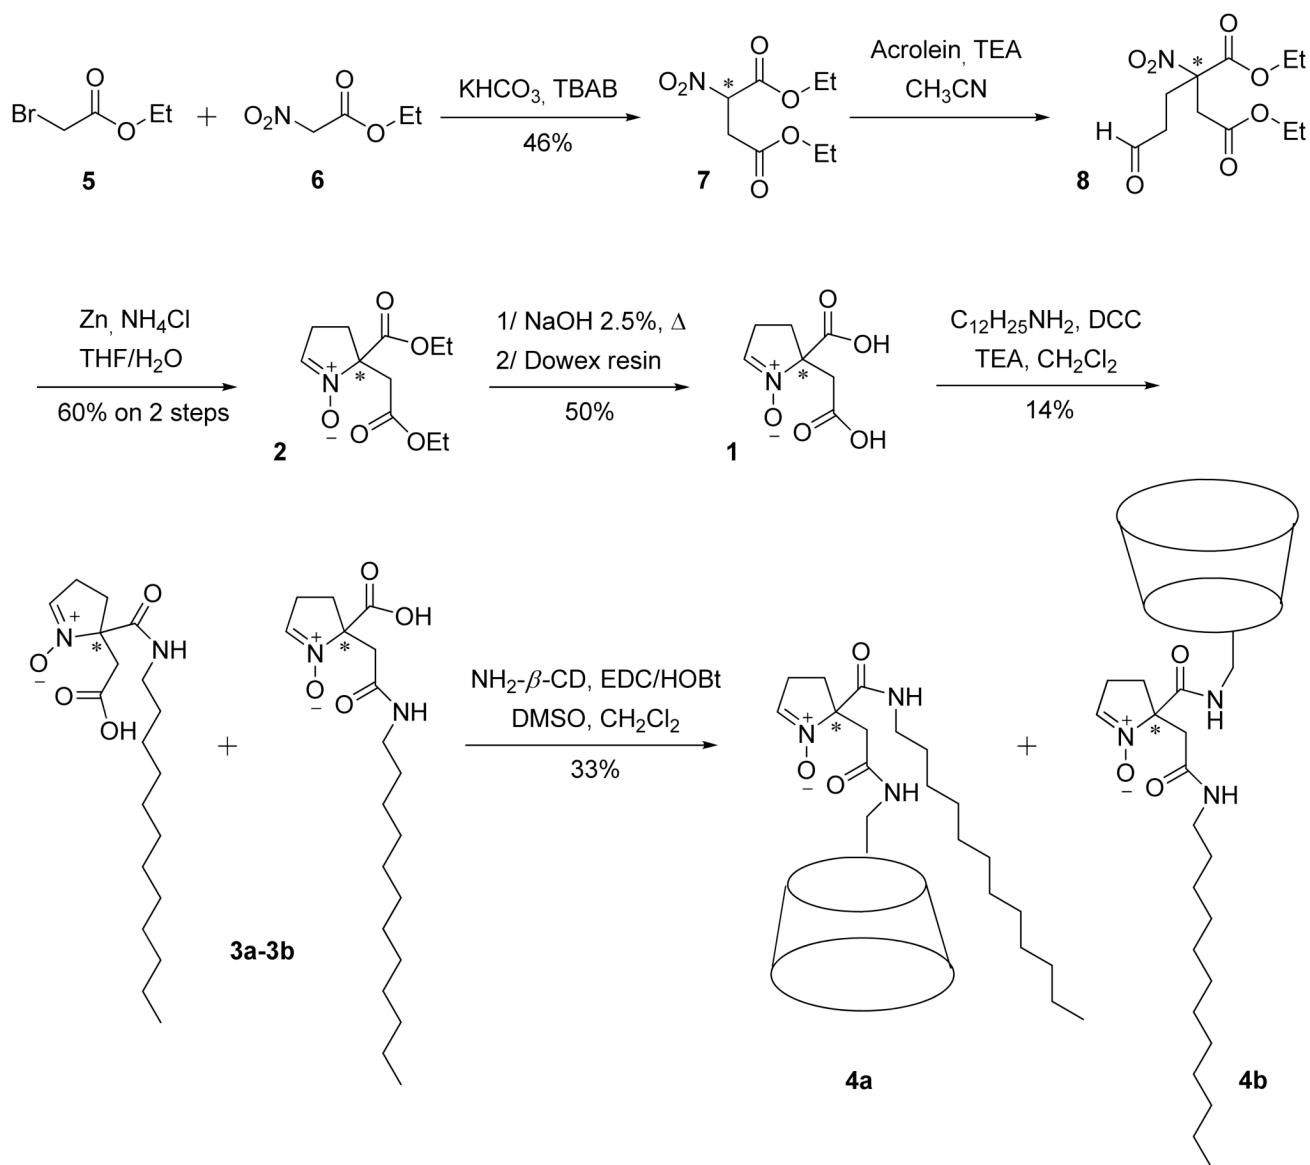 Br
O
O
Et
5
+
O₂N
O
O
Et
6
KHCO₃, TBAB
46%
O₂N
*
O
O
Et
O
Et
O
7
Acrolein, TEA
CH₃CN
O₂N
*
O
O
Et
O
Et
O
H
O
8
Zn, NH₄Cl
THF/H₂O
60% on 2 steps
O
OEt
*
N
+
O
−
O
OEt
2
1/ NaOH 2.5%, Δ
2/ Dowex resin
50%
O
OH
*
N
+
O
−
O
OH
1
C₁₂H₂₅NH₂, DCC
TEA, CH₂Cl₂
14%
O
NH
*
N
+
O
−
O
OH
+
O
OH
*
N
+
O
−
O
NH
3a-3b
NH₂-β-CD, EDC/HOBt
DMSO, CH₂Cl₂
33%
O
NH
*
N
+
O
−
O
NH
4a
+
O
N
H
*
N
+
O
−
O
NH
4b